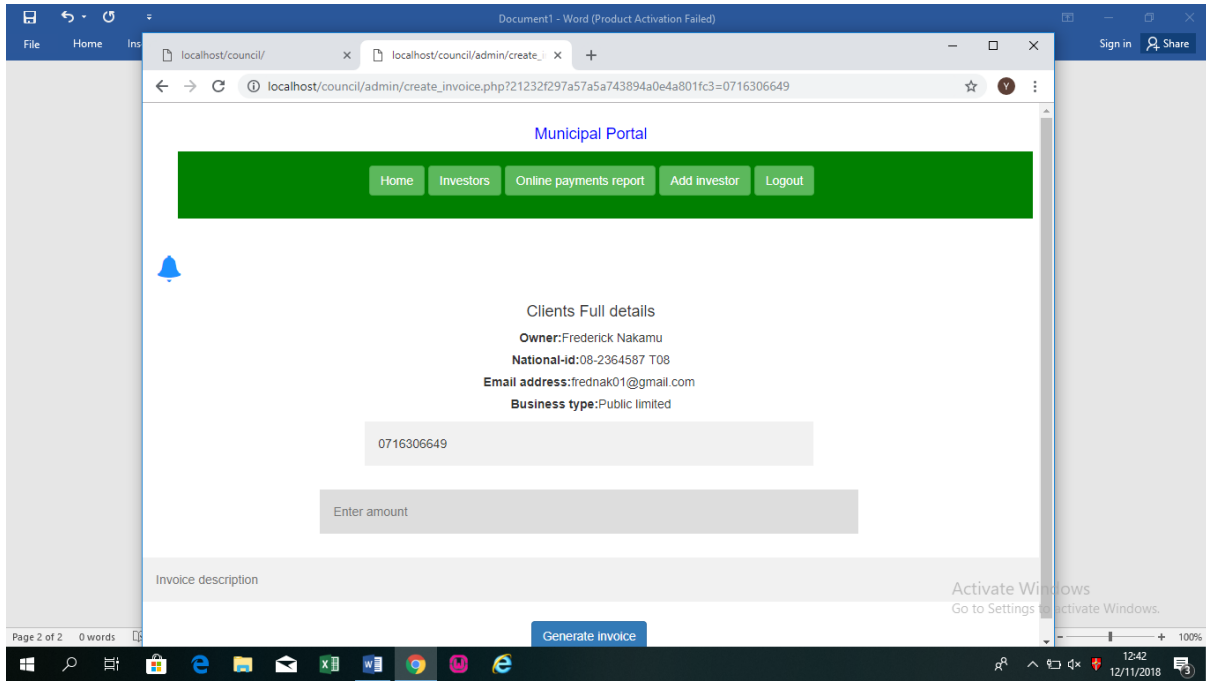 Document1 - Word (Product Activation Failed)
File Home Ins
Sign in Share
localhost/council/
localhost/council/admin/create_i
localhost/council/admin/create_invoice.php?21232f297a57a5a743894a0e4a801fc3=0716306649
Y
Municipal Portal
Home Investors Online payments report Add investor Logout
Clients Full details
Owner:Frederick Nakamu
National-id:08-2364587 T08
Email address:frednak01@gmail.com
Business type:Public limited
0716306649
Enter amount
Invoice description
Activate Windows
Go to Settings to activate Windows.
Generate invoice
Page 2 of 2 0 words
100%
12:42
12/11/2018
3